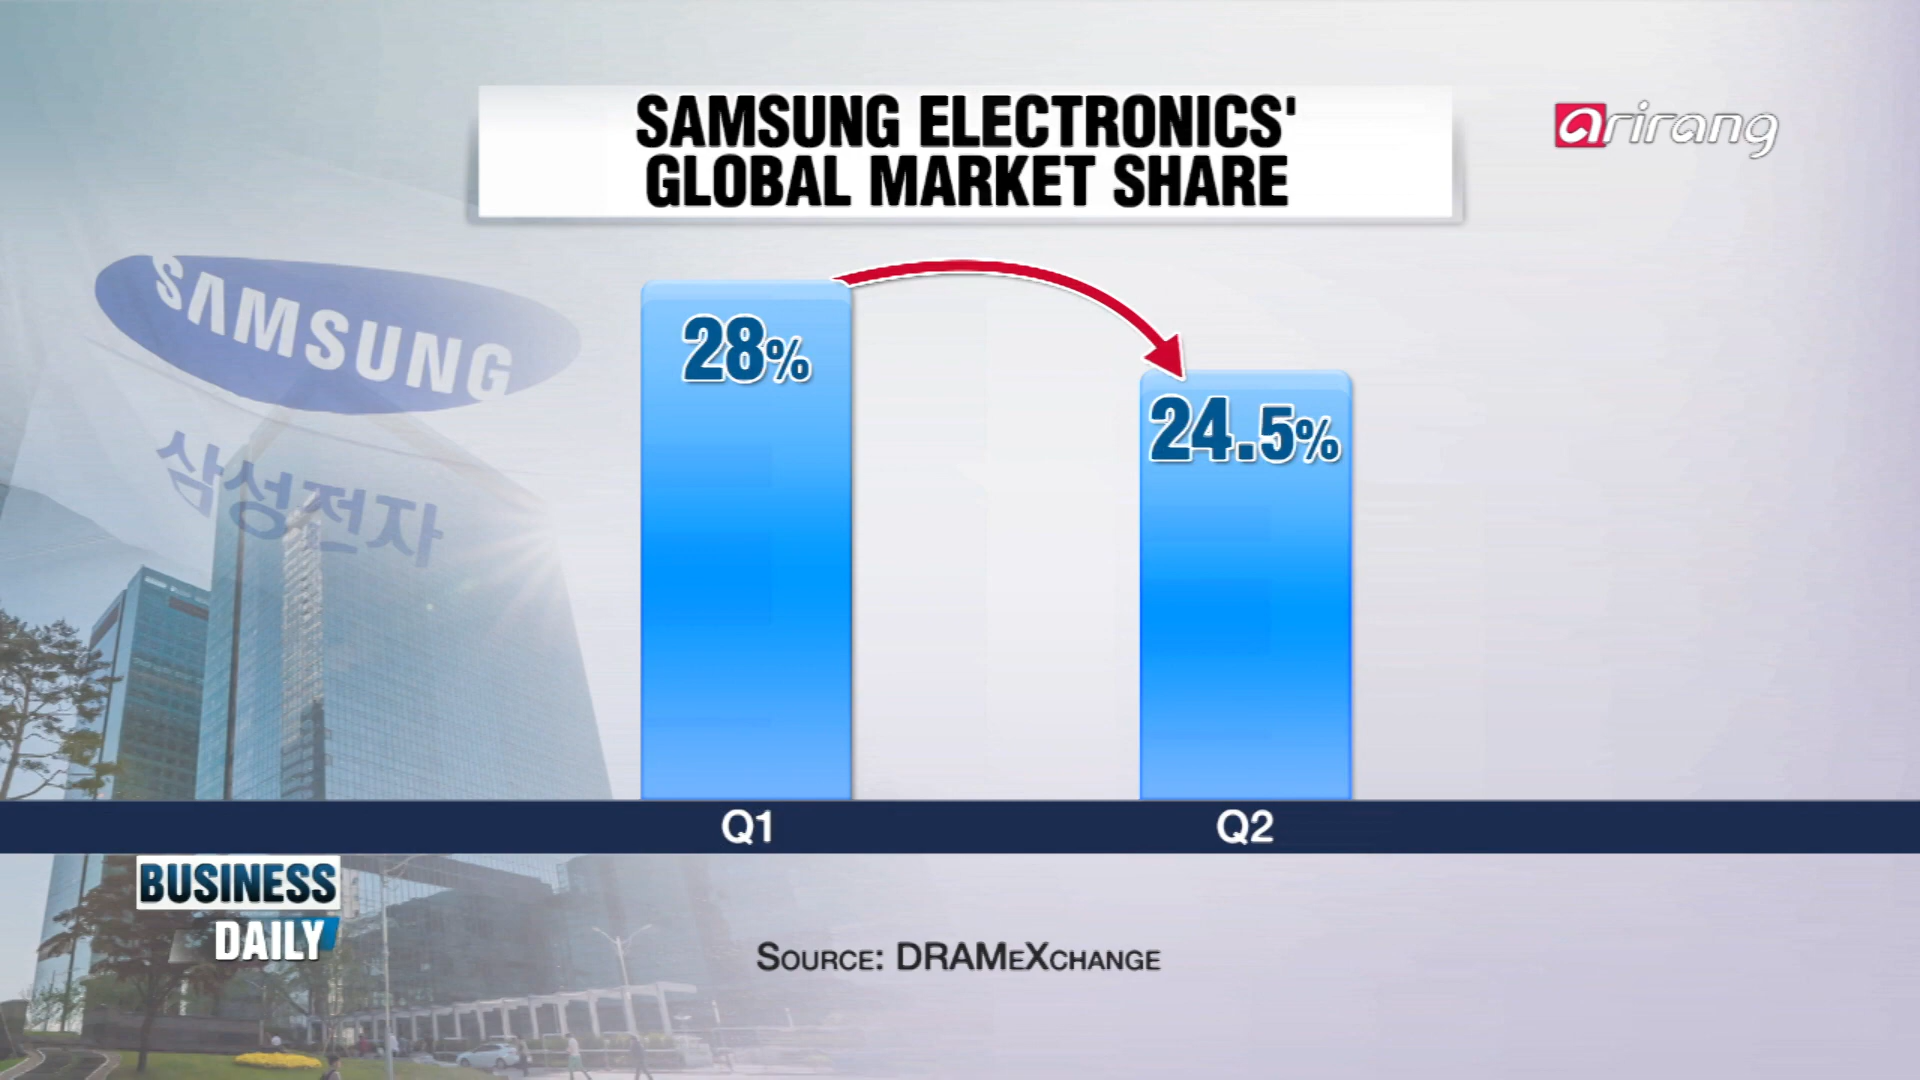 SAMSUNG ELECTRONICS'
GLOBAL MARKET SHARE
arirang
SAMSUNG
삼성전자
28%
24.5%
Q1
Q2
BUSINESS
DAILY
SOURCE: DRAMEXCHANGE